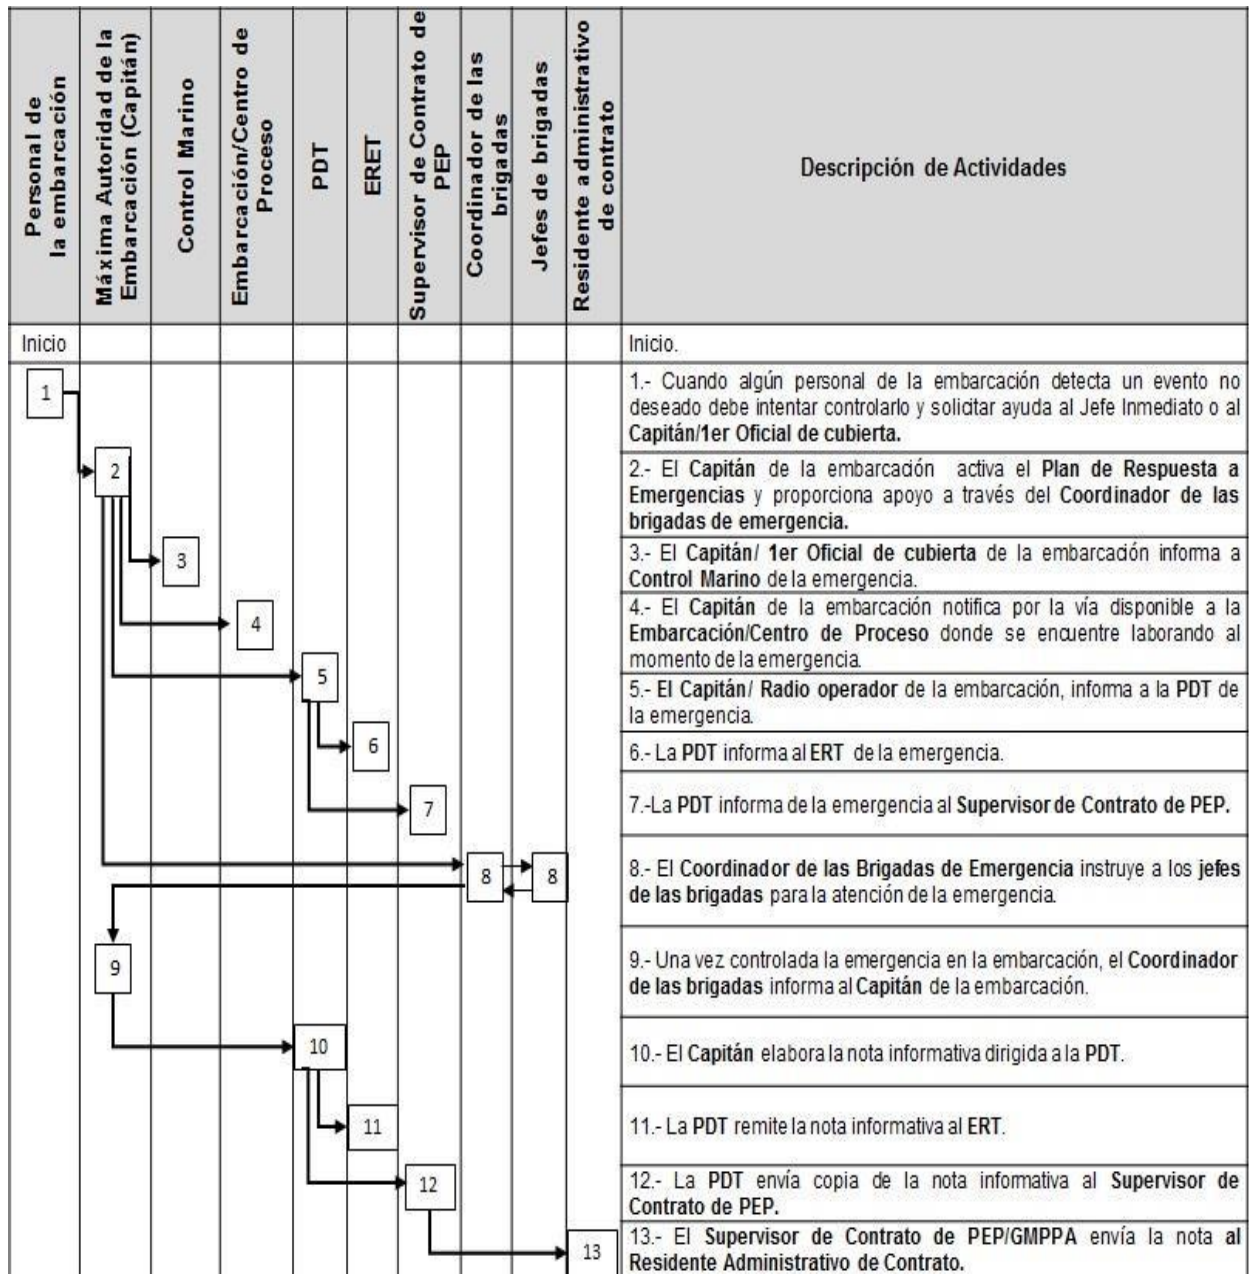 Personal de
la embarcación
Máxima Autoridad de la
Embarcación (Capitán)
Control Marino
Embarcación/Centro de
Proceso
PDT
ERET
Supervisor de Contrato de
PEP
Coordinador de las
brigadas
Jefes de brigadas
Residente administrativo
de contrato
Descripción de Actividades
Inicio
Inicio.
1
1.- Cuando algún personal de la embarcación detecta un evento no
deseado debe intentar controlarlo y solicitar ayuda al Jefe Inmediato o al
Capitán/1er Oficial de cubierta.
2
2.- El Capitán de la embarcación activa el Plan de Respuesta a
Emergencias y proporciona apoyo a través del Coordinador de las
brigadas de emergencia.
3
3.- El Capitán/ 1er Oficial de cubierta de la embarcación informa a
Control Marino de la emergencia.
4
4.- El Capitán de la embarcación notifica por la vía disponible a la
Embarcación/Centro de Proceso donde se encuentre laborando al
momento de la emergencia.
5
5.- El Capitán/ Radio operador de la embarcación, informa a la PDT de
la emergencia.
6
6.- La PDT informa al ERT de la emergencia.
7
7.-La PDT informa de la emergencia al Supervisor de Contrato de PEP.
8
8
8.- El Coordinador de las Brigadas de Emergencia instruye a los jefes
de las brigadas para la atención de la emergencia.
9
9.- Una vez controlada la emergencia en la embarcación, el Coordinador
de las brigadas informa al Capitán de la embarcación.
10
10.- El Capitán elabora la nota informativa dirigida a la PDT.
11
11.- La PDT remite la nota informativa al ERT.
12
12.- La PDT envía copia de la nota informativa al Supervisor de
Contrato de PEP.
13
13.- El Supervisor de Contrato de PEP/GMPPA envía la nota al
Residente Administrativo de Contrato.